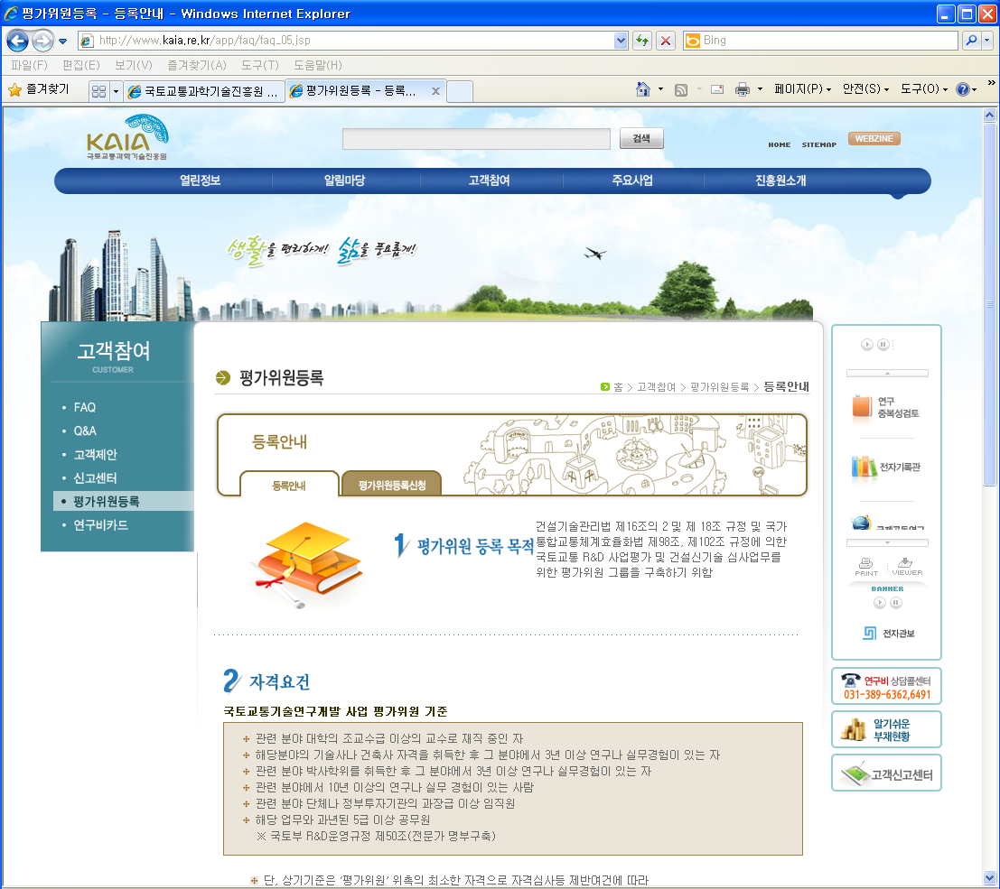 평가위원등록 - 등록안내 - Windows Internet Explorer
http://www.kaia.re.kr/app/faq/faq_05.jsp
Bing
파일(F) 편집(E) 보기(V) 즐겨찾기(A) 도구(T) 도움말(H)
즐겨찾기
국토교통과학기술진흥원 ...
평가위원등록 - 등록...
페이지(P) 안전(S) 도구(O)
KAIA
국토교통과학기술진흥원
검색
HOME SITEMAP WEBZINE
열린정보 알림마당 고객참여 주요사업 진흥원소개
생활을 편리하게! 삶을 풍요롭게!
고객참여
CUSTOMER
FAQ
Q&A
고객제안
신고센터
평가위원등록
연구비카드
평가위원등록
홈 > 고객참여 > 평가위원등록 > 등록안내
등록안내
등록안내 평가위원등록신청
1 평가위원 등록 목적
건설기술관리법 제16조의 2 및 제 18조 규정 및 국가
통합교통체계효율화법 제98조, 제102조 규정에 의한
국토교통 R&D 사업평가 및 건설신기술 심사업무를
위한 평가위원 그룹을 구축하기 위함
2 자격요건
국토교통기술연구개발 사업 평가위원 기준
관련 분야 대학의 조교수급 이상의 교수로 재직 중인 자
해당분야의 기술사나 건축사 자격을 취득한 후 그 분야에서 3년 이상 연구나 실무경험이 있는 자
관련 분야 박사학위를 취득한 후 그 분야에서 3년 이상 연구나 실무경험이 있는 자
관련 분야에서 10년 이상의 연구나 실무 경험이 있는 사람
관련 분야 단체나 정부투자기관의 과장급 이상 임직원
해당 업무와 과년된 5급 이상 공무원
※ 국토부 R&D운영규정 제50조(전문가 명부구축)
단, 상기기준은 '평가위원' 위촉의 최소한 자격으로 자격심사등 제반여건에 따라
연구
중복성검토
전자기록관
국제공동연구
PRINT VIEWER
BANNER
전자관보
연구비 상담콜센터
031-389-6362,6491
알기쉬운
부채현황
고객신고센터